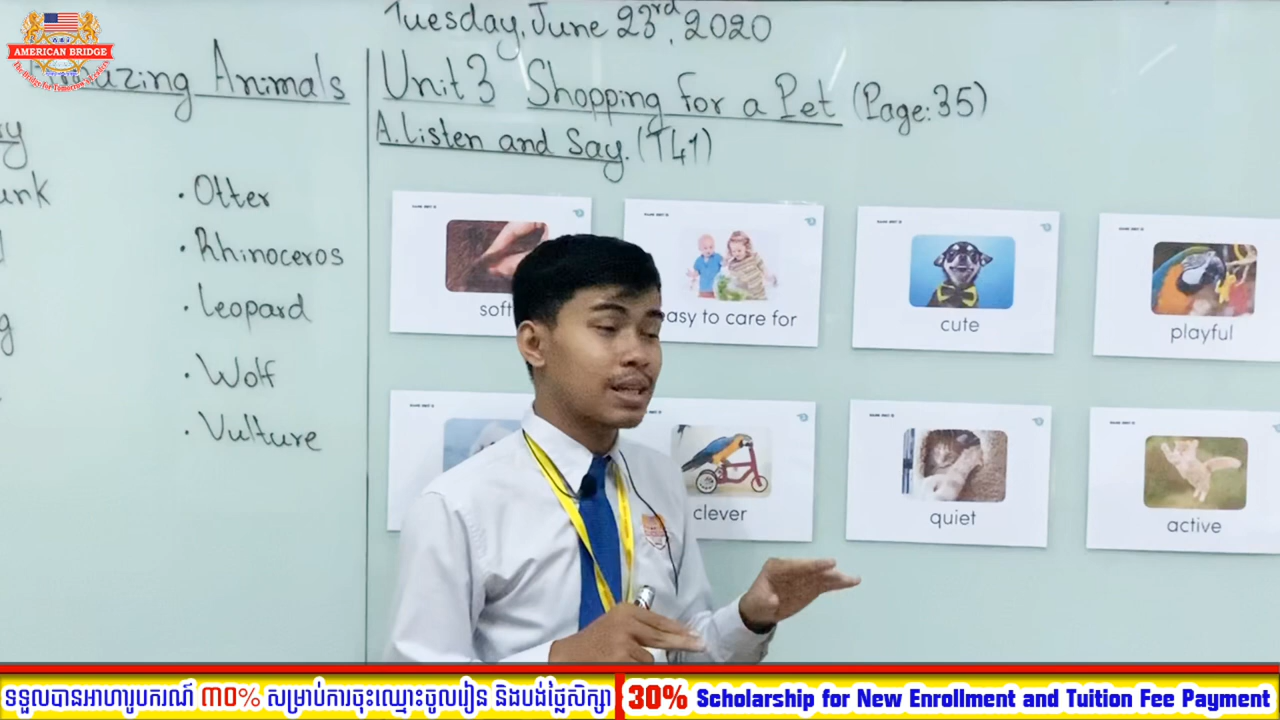 AMERICAN BRIDGE
Tuesday, June 23rd, 2020
Amazing Animals
Unit 3 Shopping for a Pet (Page: 35)
A. Listen and Say. (T41)
• Otter
• Rhinoceros
• Leopard
• Wolf
• Vulture
soft
easy to care for
cute
playful
clever
quiet
active
ទទួលបានអាហារូបករណ៍ ៣០% សម្រាប់ការចុះឈ្មោះចូលរៀន និងបង់ថ្លៃសិក្សា
30% Scholarship for New Enrollment and Tuition Fee Payment